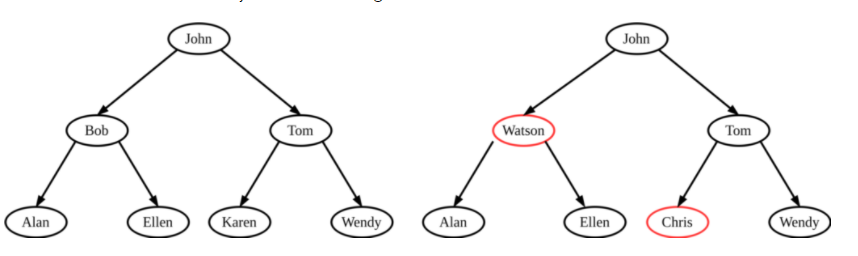 John John
Bob Tom Watson Tom
Alan Ellen Karen Wendy Alan Ellen Chris Wendy